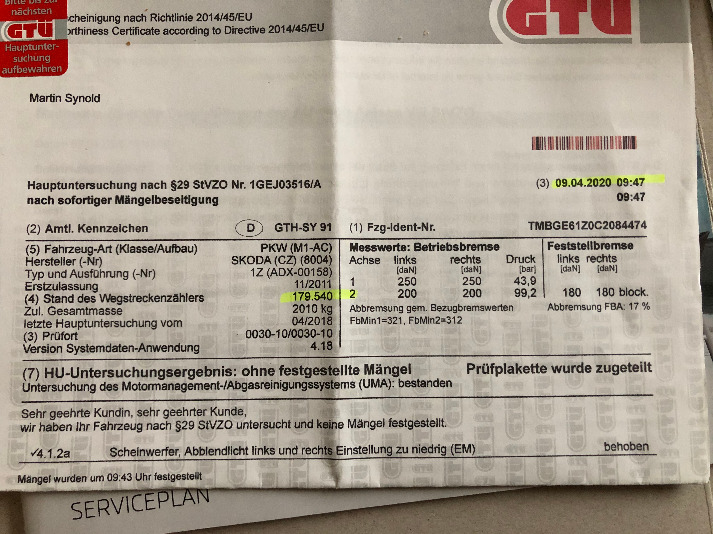 Bitte bis zur
nächsten
GTÜ
Hauptunter-
suchung
aufbewahren
cheinigung nach Richtlinie 2014/45/EU
orthiness Certificate according to Directive 2014/45/EU
GTÜ
Martin Synold
Hauptuntersuchung nach §29 StVZO Nr. 1GEJ03516/A
nach sofortiger Mängelbeseitigung
(3) 09.04.2020 09:47
09:47
(2) Amtl. Kennzeichen D GTH-SY 91
(1) Fzg-Ident-Nr. TMBGE61Z0C2084474
(5) Fahrzeug-Art (Klasse/Aufbau) PKW (M1-AC)
Hersteller (-Nr) SKODA (CZ) (8004)
Typ und Ausführung (-Nr) 1Z (ADX-00158)
Erstzulassung 11/2011
(4) Stand des Wegstreckenzählers 179.540
Zul. Gesamtmasse 2010 kg
letzte Hauptuntersuchung vom 04/2018
(3) Prüfort 0030-10/0030-10
Version Systemdaten-Anwendung 4.18
Messwerte: Betriebsbremse Feststellbremse
Achse links rechts Druck links rechts
[daN] [daN] [bar] [daN] [daN]
1 250 250 43,9
2 200 200 99,2 180 180 block.
Abbremsung gem. Bezugbremswerten Abbremsung FBA: 17 %
FbMin1=321, FbMin2=312
(7) HU-Untersuchungsergebnis: ohne festgestellte Mängel Prüfplakette wurde zugeteilt
Untersuchung des Motormanagement-/Abgasreinigungssystems (UMA): bestanden
Sehr geehrte Kundin, sehr geehrter Kunde,
wir haben Ihr Fahrzeug nach §29 StVZO untersucht und keine Mängel festgestellt.
✓4.1.2a Scheinwerfer, Abblendlicht links und rechts Einstellung zu niedrig (EM) behoben
Mängel wurden um 09:43 Uhr festgestellt
SERVICEPLAN